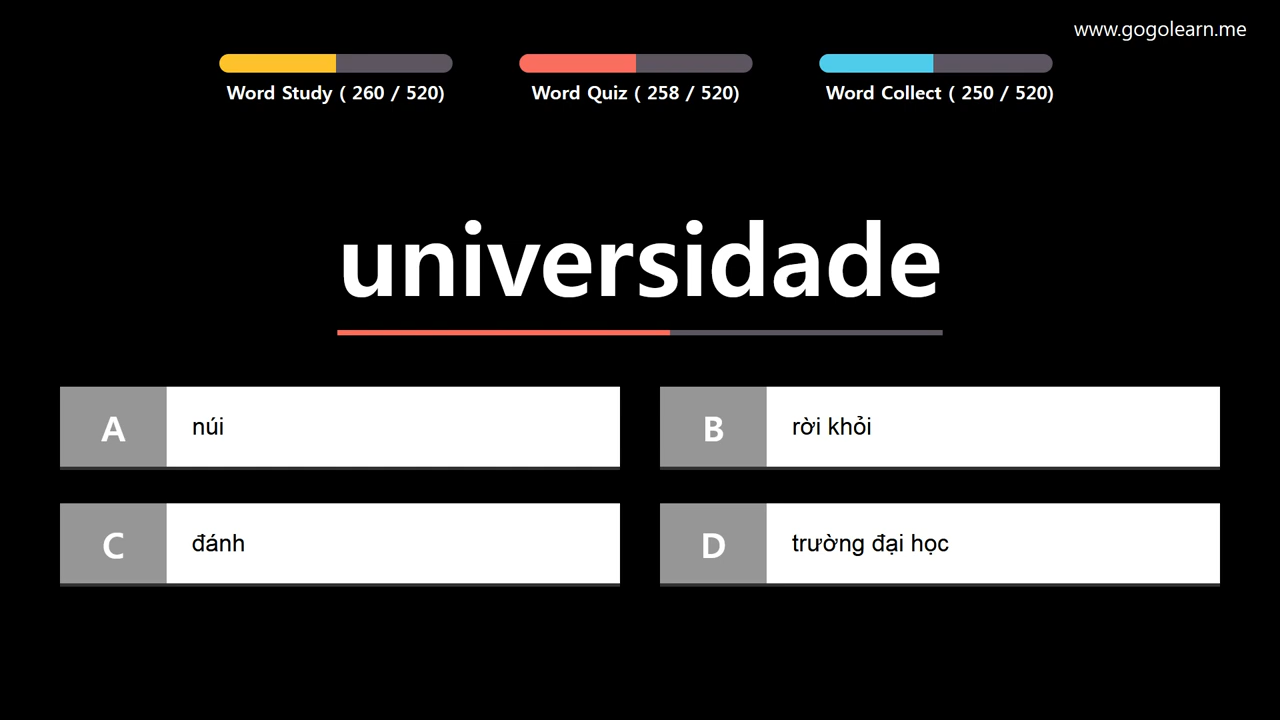 www.gogolearn.me
Word Study ( 260 / 520)
Word Quiz ( 258 / 520)
Word Collect ( 250 / 520)
universidade
A
núi
B
rời khỏi
C
đánh
D
trường đại học